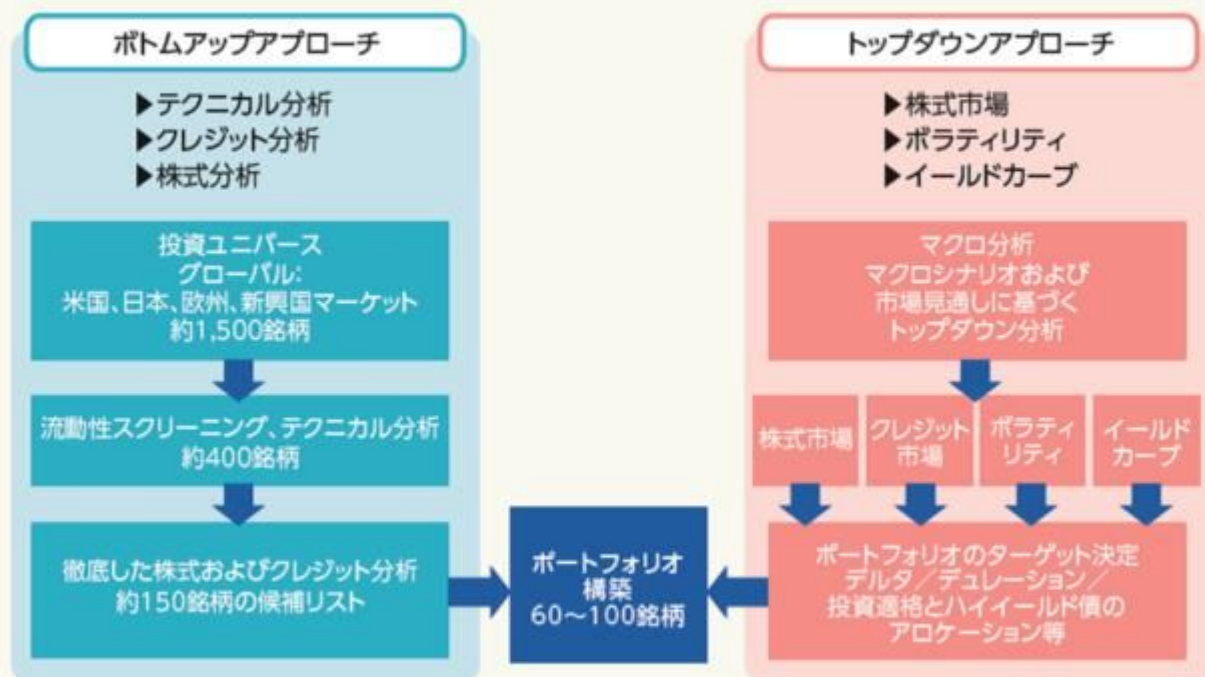 ボトムアップアプローチ
▶テクニカル分析
▶クレジット分析
▶株式分析
投資ユニバース
グローバル:
米国、日本、欧州、新興国マーケット
約1,500銘柄
流動性スクリーニング、テクニカル分析
約400銘柄
徹底した株式およびクレジット分析
約150銘柄の候補リスト
ポートフォリオ
構築
60～100銘柄
トップダウンアプローチ
▶株式市場
▶ボラティリティ
▶イールドカーブ
マクロ分析
マクロシナリオおよび
市場見通しに基づく
トップダウン分析
株式市場
クレジット
市場
ボラティ
リティ
イールド
カーブ
ポートフォリオのターゲット決定
デルタ／デュレーション／
投資適格とハイイールド債の
アロケーション等